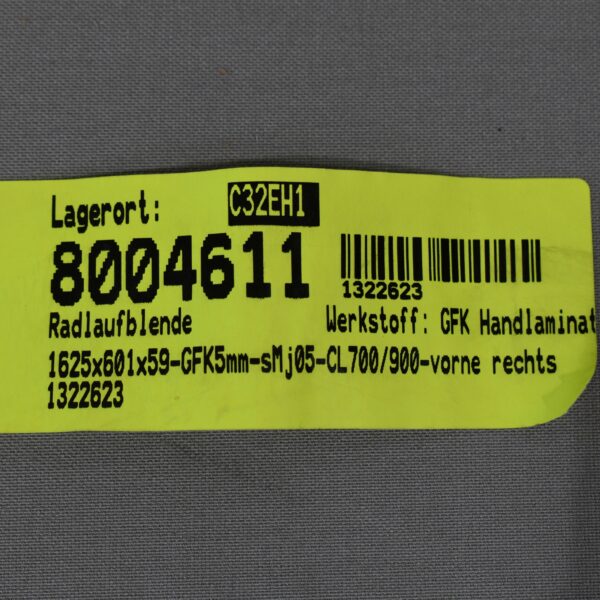 Lagerort: C32EH1
8004611
1322623
Radlaufblende Werkstoff: GFK Handlaminat
1625x601x59-GFK5mm-sMj05-CL700/900-vorne rechts
1322623